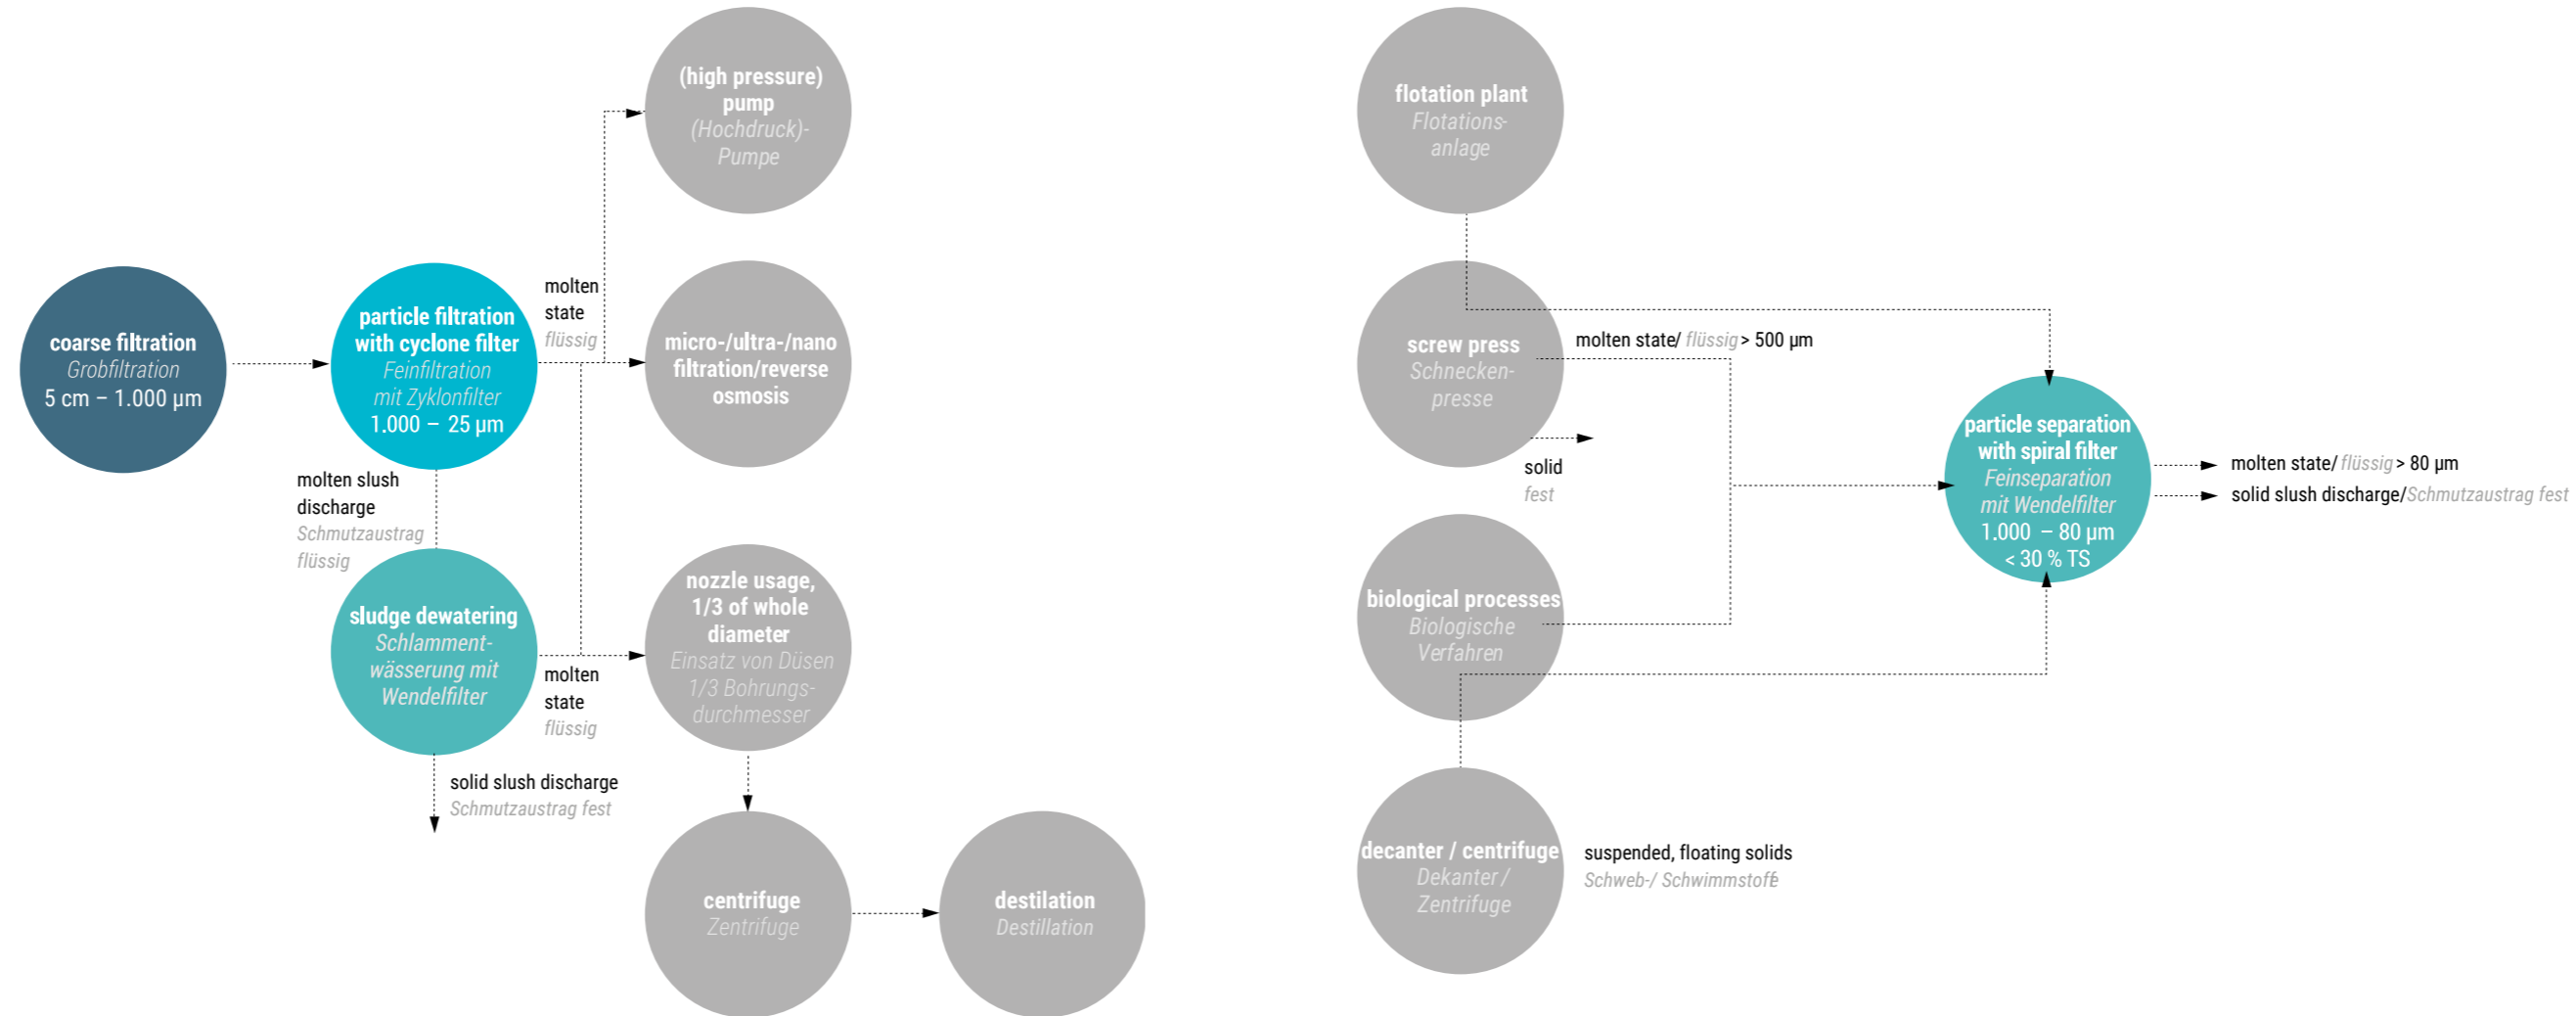 (high pressure)
pump
(Hochdruck)-
Pumpe
coarse filtration
Grobfiltration
5 cm – 1.000 µm
particle filtration
with cyclone filter
Feinfiltration
mit Zyklonfilter
1.000 – 25 µm
molten
state
flüssig
micro-/ultra-/nano
filtration/reverse
osmosis
molten slush
discharge
Schmutzaustrag
flüssig
sludge dewatering
Schlamment-
wässerung mit
Wendelfilter
molten
state
flüssig
nozzle usage,
1/3 of whole
diameter
Einsatz von Düsen
1/3 Bohrungs-
durchmesser
solid slush discharge
Schmutzaustrag fest
centrifuge
Zentrifuge
destilation
Destillation
flotation plant
Flotations-
anlage
screw press
Schnecken-
presse
molten state/ flüssig > 500 µm
solid
fest
biological processes
Biologische
Verfahren
decanter / centrifuge
Dekanter /
Zentrifuge
suspended, floating solids
Schweb-/ Schwimmstoffe
particle separation
with spiral filter
Feinseparation
mit Wendelfilter
1.000 – 80 µm
< 30 % TS
molten state/ flüssig > 80 µm
solid slush discharge/Schmutzaustrag fest